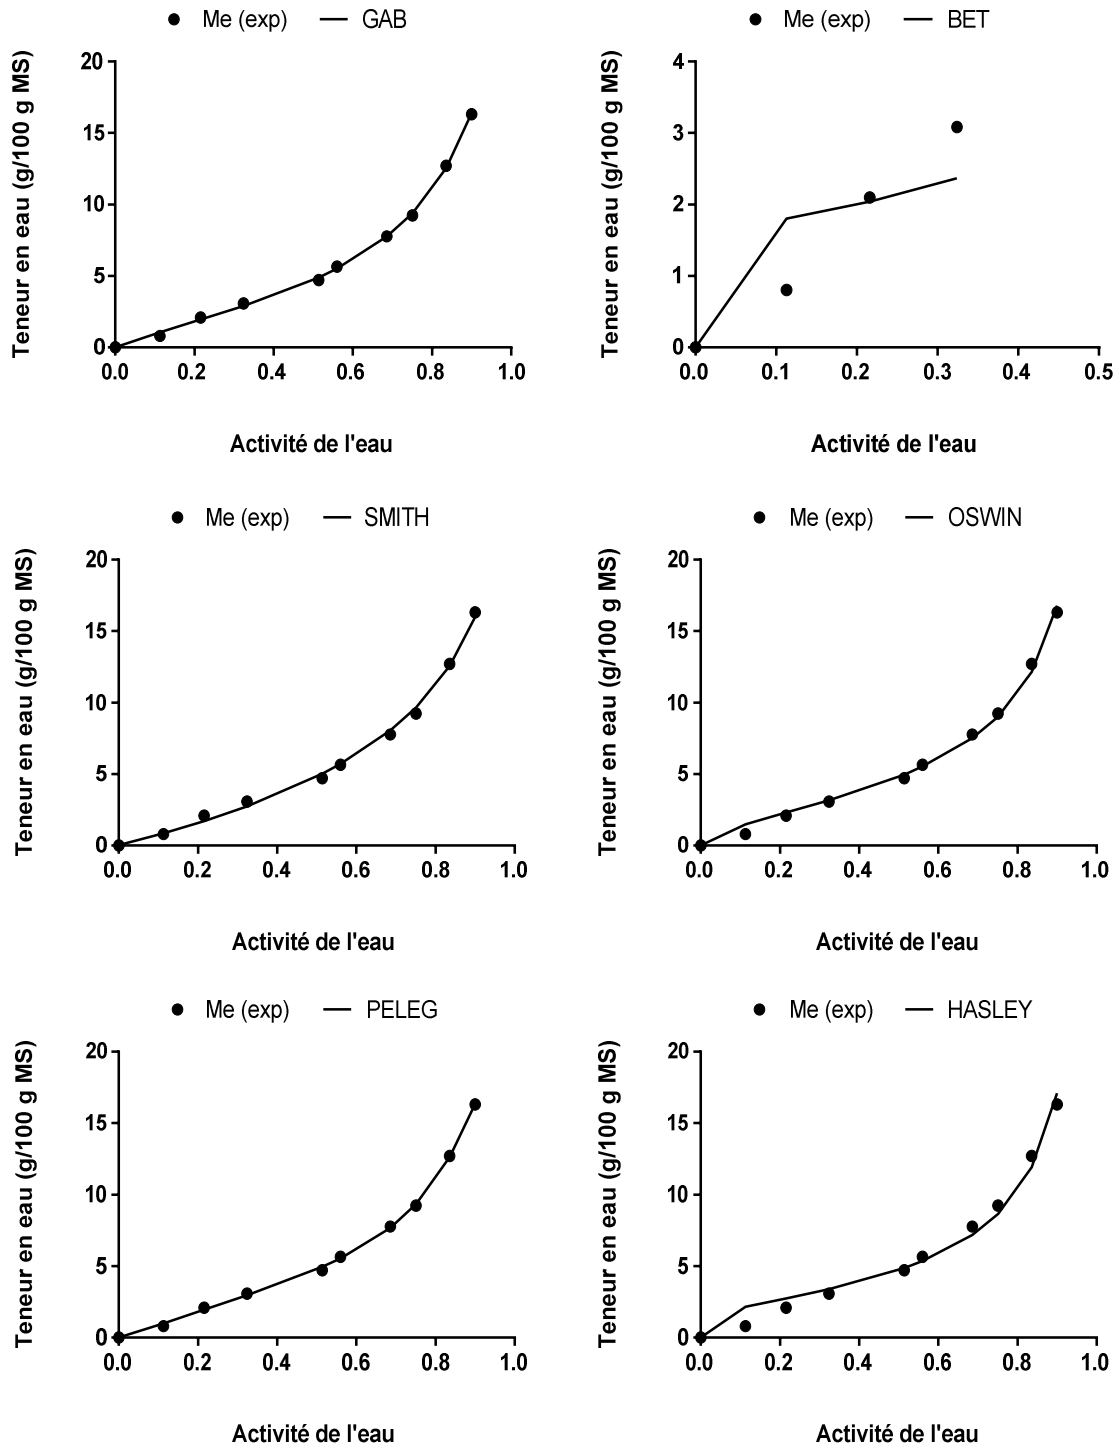 Me (exp) GAB
Teneur en eau (g/100 g MS)
20
15
10
5
0
0.0 0.2 0.4 0.6 0.8 1.0
Activité de l'eau
Me (exp) BET
Teneur en eau (g/100 g MS)
4
3
2
1
0
0.0 0.1 0.2 0.3 0.4 0.5
Activité de l'eau
Me (exp) SMITH
Teneur en eau (g/100 g MS)
20
15
10
5
0
0.0 0.2 0.4 0.6 0.8 1.0
Activité de l'eau
Me (exp) OSWIN
Teneur en eau (g/100 g MS)
20
15
10
5
0
0.0 0.2 0.4 0.6 0.8 1.0
Activité de l'eau
Me (exp) PELEG
Teneur en eau (g/100 g MS)
20
15
10
5
0
0.0 0.2 0.4 0.6 0.8 1.0
Activité de l'eau
Me (exp) HASLEY
Teneur en eau (g/100 g MS)
20
15
10
5
0
0.0 0.2 0.4 0.6 0.8 1.0
Activité de l'eau